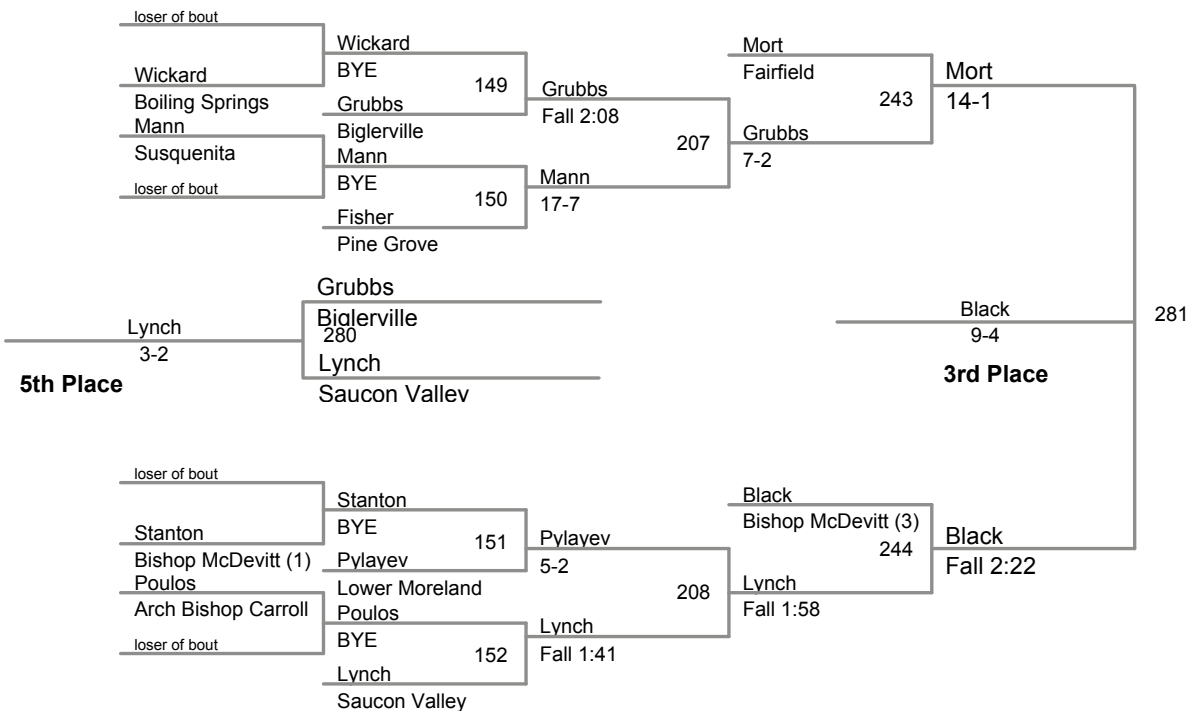 loser of bout
Wickard
Boiling Springs
Mann
Susquenita
loser of bout
Wickard
BYE
149
Grubbs
Biglerville
Mann
BYE
150
Fisher
Pine Grove
Grubbs
Fall 2:08
207
Mann
17-7
Mort
Fairfield
243
Grubbs
7-2
Mort
14-1
Lynch
3-2
5th Place
Grubbs
Biglerville
280
Lynch
Saucon Valley
Black
9-4
3rd Place
281
loser of bout
Stanton
Bishop McDevitt (1)
Poulos
Arch Bishop Carroll
loser of bout
Stanton
BYE
151
Pylayev
Lower Moreland
Poulos
BYE
152
Lynch
Saucon Valley
Pylayev
5-2
208
Lynch
Fall 1:41
Black
Bishop McDevitt (3)
244
Lynch
Fall 1:58
Black
Fall 2:22